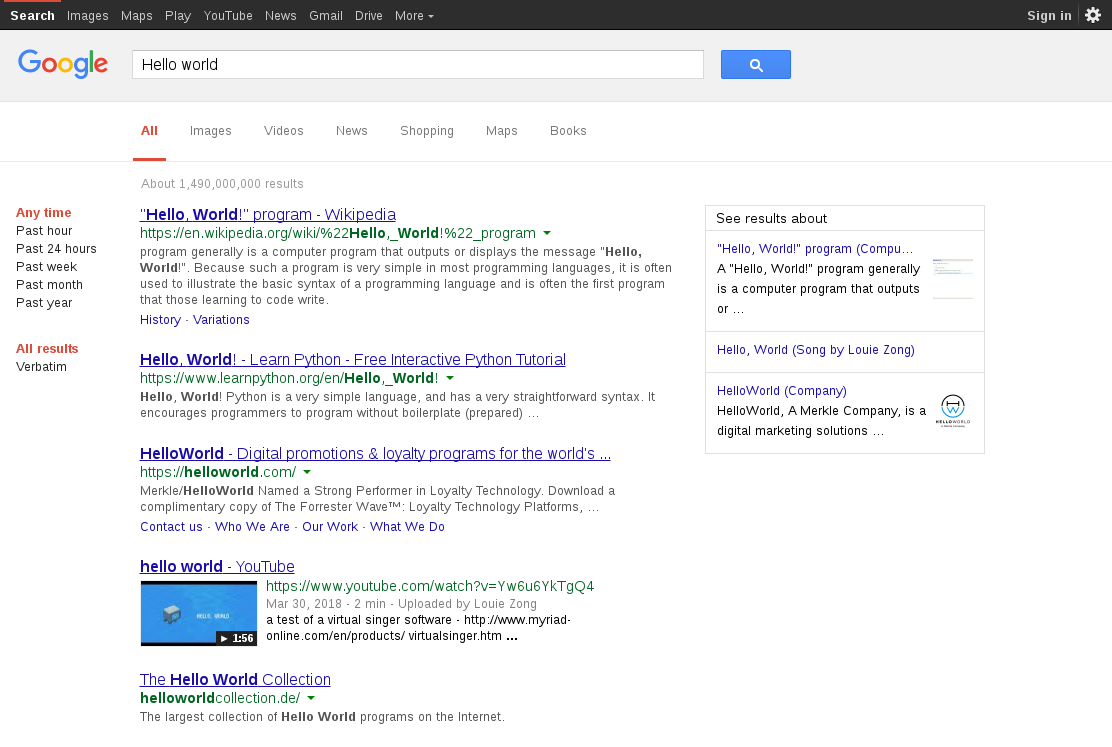 Search Images Maps Play YouTube News Gmail Drive More Sign in
Google Hello world
All Images Videos News Shopping Maps Books
About 1,490,000,000 results
Any time
Past hour
Past 24 hours
Past week
Past month
Past year
All results
Verbatim
"Hello, World!" program - Wikipedia
https://en.wikipedia.org/wiki/%22Hello,_World!%22_program
program generally is a computer program that outputs or displays the message "Hello,
World!". Because such a program is very simple in most programming languages, it is often
used to illustrate the basic syntax of a programming language and is often the first program
that those learning to code write.
History · Variations
Hello, World! - Learn Python - Free Interactive Python Tutorial
https://www.learnpython.org/en/Hello,_World!
Hello, World! Python is a very simple language, and has a very straightforward syntax. It
encourages programmers to program without boilerplate (prepared) ...
HelloWorld - Digital promotions & loyalty programs for the world's ...
https://helloworld.com/
Merkle/HelloWorld Named a Strong Performer in Loyalty Technology. Download a
complimentary copy of The Forrester Wave™: Loyalty Technology Platforms, ...
Contact us · Who We Are · Our Work · What We Do
hello world - YouTube
HELLO, WORLD
1:56
https://www.youtube.com/watch?v=Yw6u6YkTgQ4
Mar 30, 2018 - 2 min - Uploaded by Louie Zong
a test of a virtual singer software - http://www.myriad-
online.com/en/products/ virtualsinger.htm ...
The Hello World Collection
helloworldcollection.de/
The largest collection of Hello World programs on the Internet.
See results about
"Hello, World!" program (Compu...
A "Hello, World!" program generally
is a computer program that outputs
or ...
Hello, World (Song by Louie Zong)
HelloWorld (Company)
HelloWorld, A Merkle Company, is a
digital marketing solutions ...
HELLOWORLD